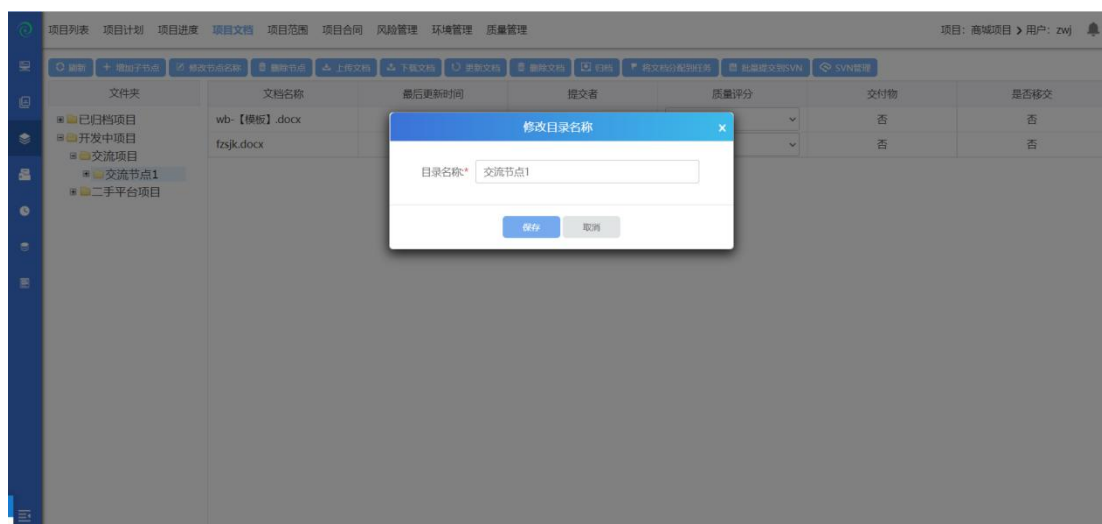 项目列表 项目计划 项目进度 项目文档 项目范围 项目合同 风险管理 环境管理 质量管理 项目：商城项目 用户：zwj
刷新 增加子节点 修改节点名称 删除节点 上传文档 下载文档 更新文档 删除文档 归档 将文档分配到任务 批量提交到SVN SVN管理
文件夹 文档名称 最后更新时间 提交者 质量评分 交付物 是否移交
已归档项目 wb-【模板】.docx 否 否
开发中项目 fzsjk.docx 否 否
交流项目
交流节点1
二手平台项目
修改目录名称 x
目录名称:* 交流节点1
保存 取消